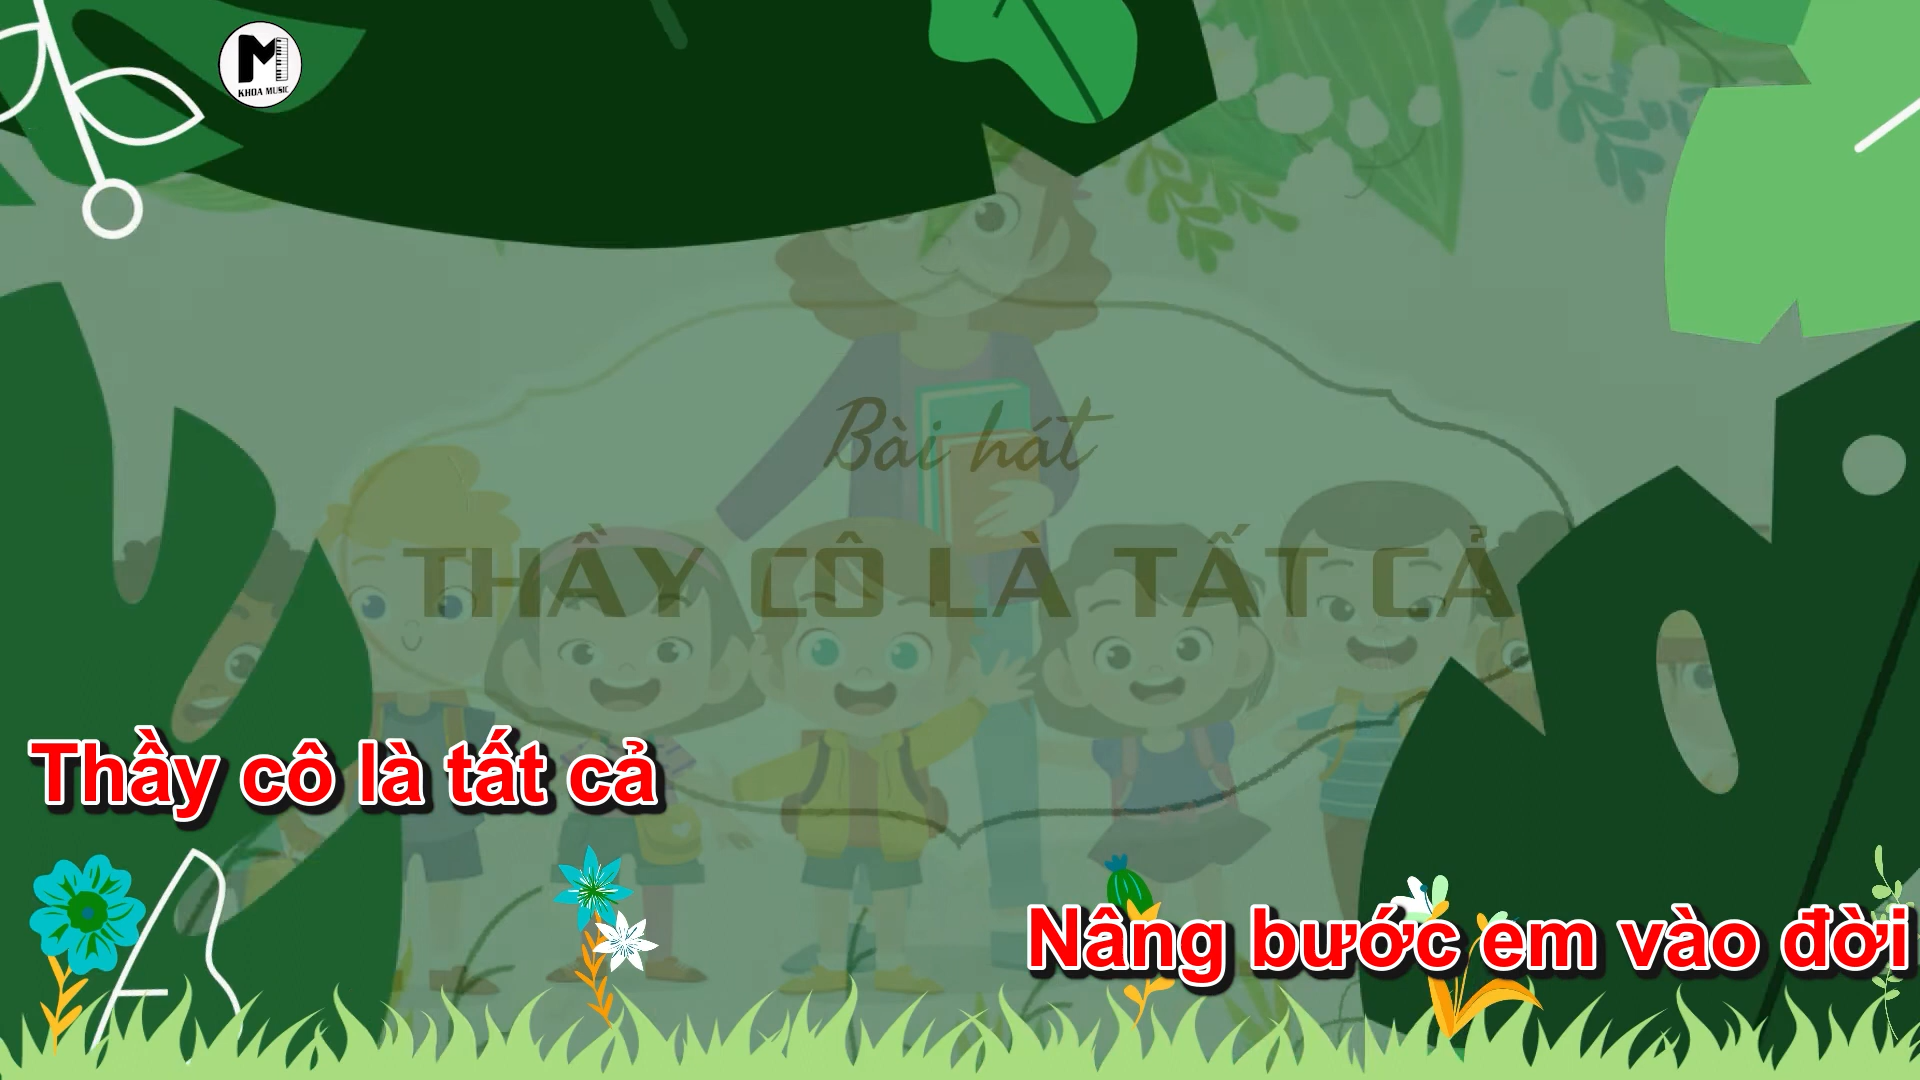 KHOA MUSIC
Bài hát
THẦY CÔ LÀ TẤT CẢ
Thầy cô là tất cả
Nâng bước em vào đời